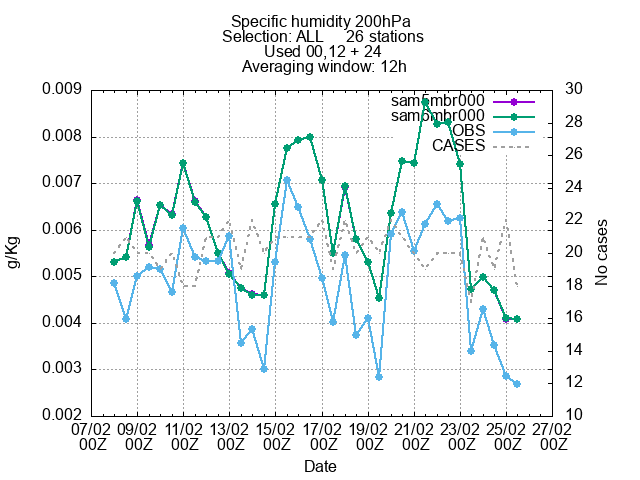 Specific humidity 200hPa
Selection: ALL 26 stations
Used 00,12 + 24
Averaging window: 12h
sam5mbr000
sam6mbr000
OBS
CASES
0.009
0.008
0.007
0.006
0.005
0.004
0.003
0.002
g/Kg
30
28
26
24
22
20
18
16
14
12
10
No cases
07/02 09/02 11/02 13/02 15/02 17/02 19/02 21/02 23/02 25/02 27/02
00Z 00Z 00Z 00Z 00Z 00Z 00Z 00Z 00Z 00Z 00Z
Date